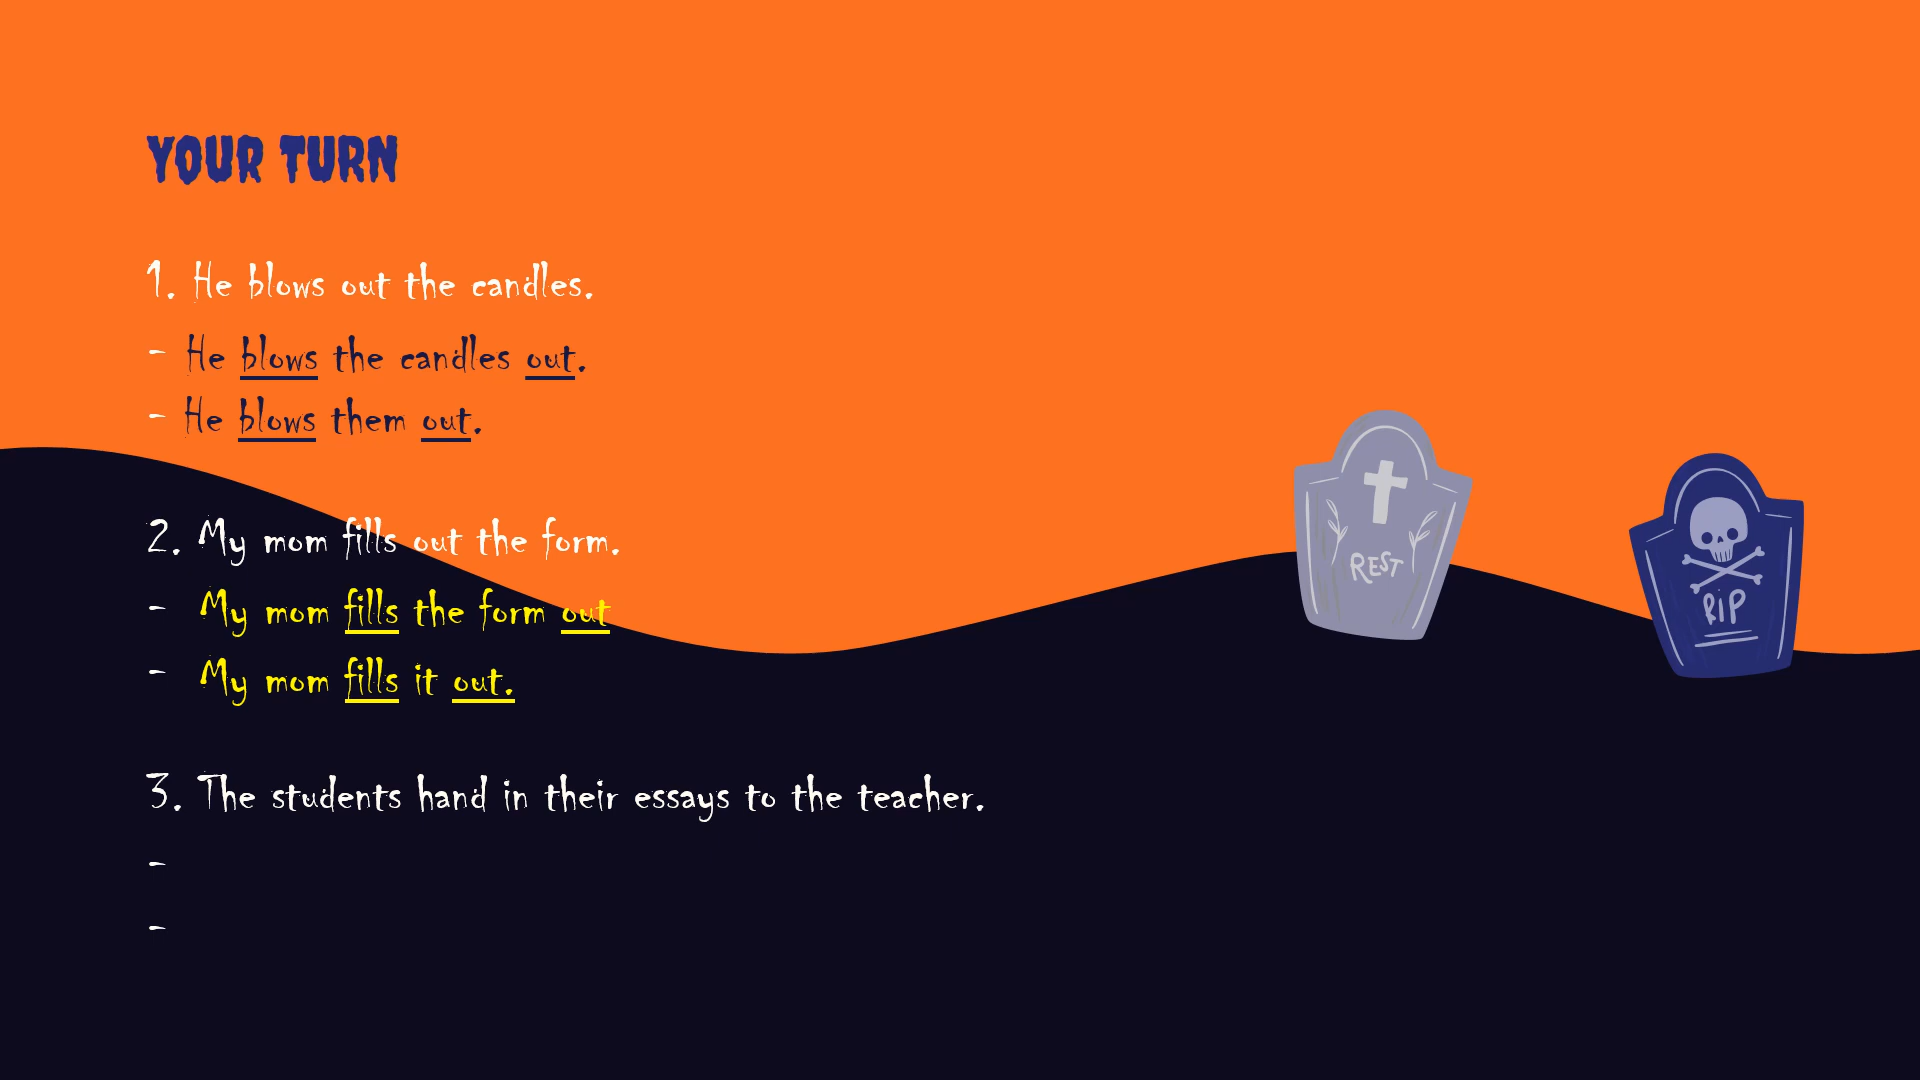 YOUR TURN
1. He blows out the candles.
- He blows the candles out.
- He blows them out.
2. My mom fills out the form.
- My mom fills the form out
- My mom fills it out.
3. The students hand in their essays to the teacher.
-
-
REST
RIP